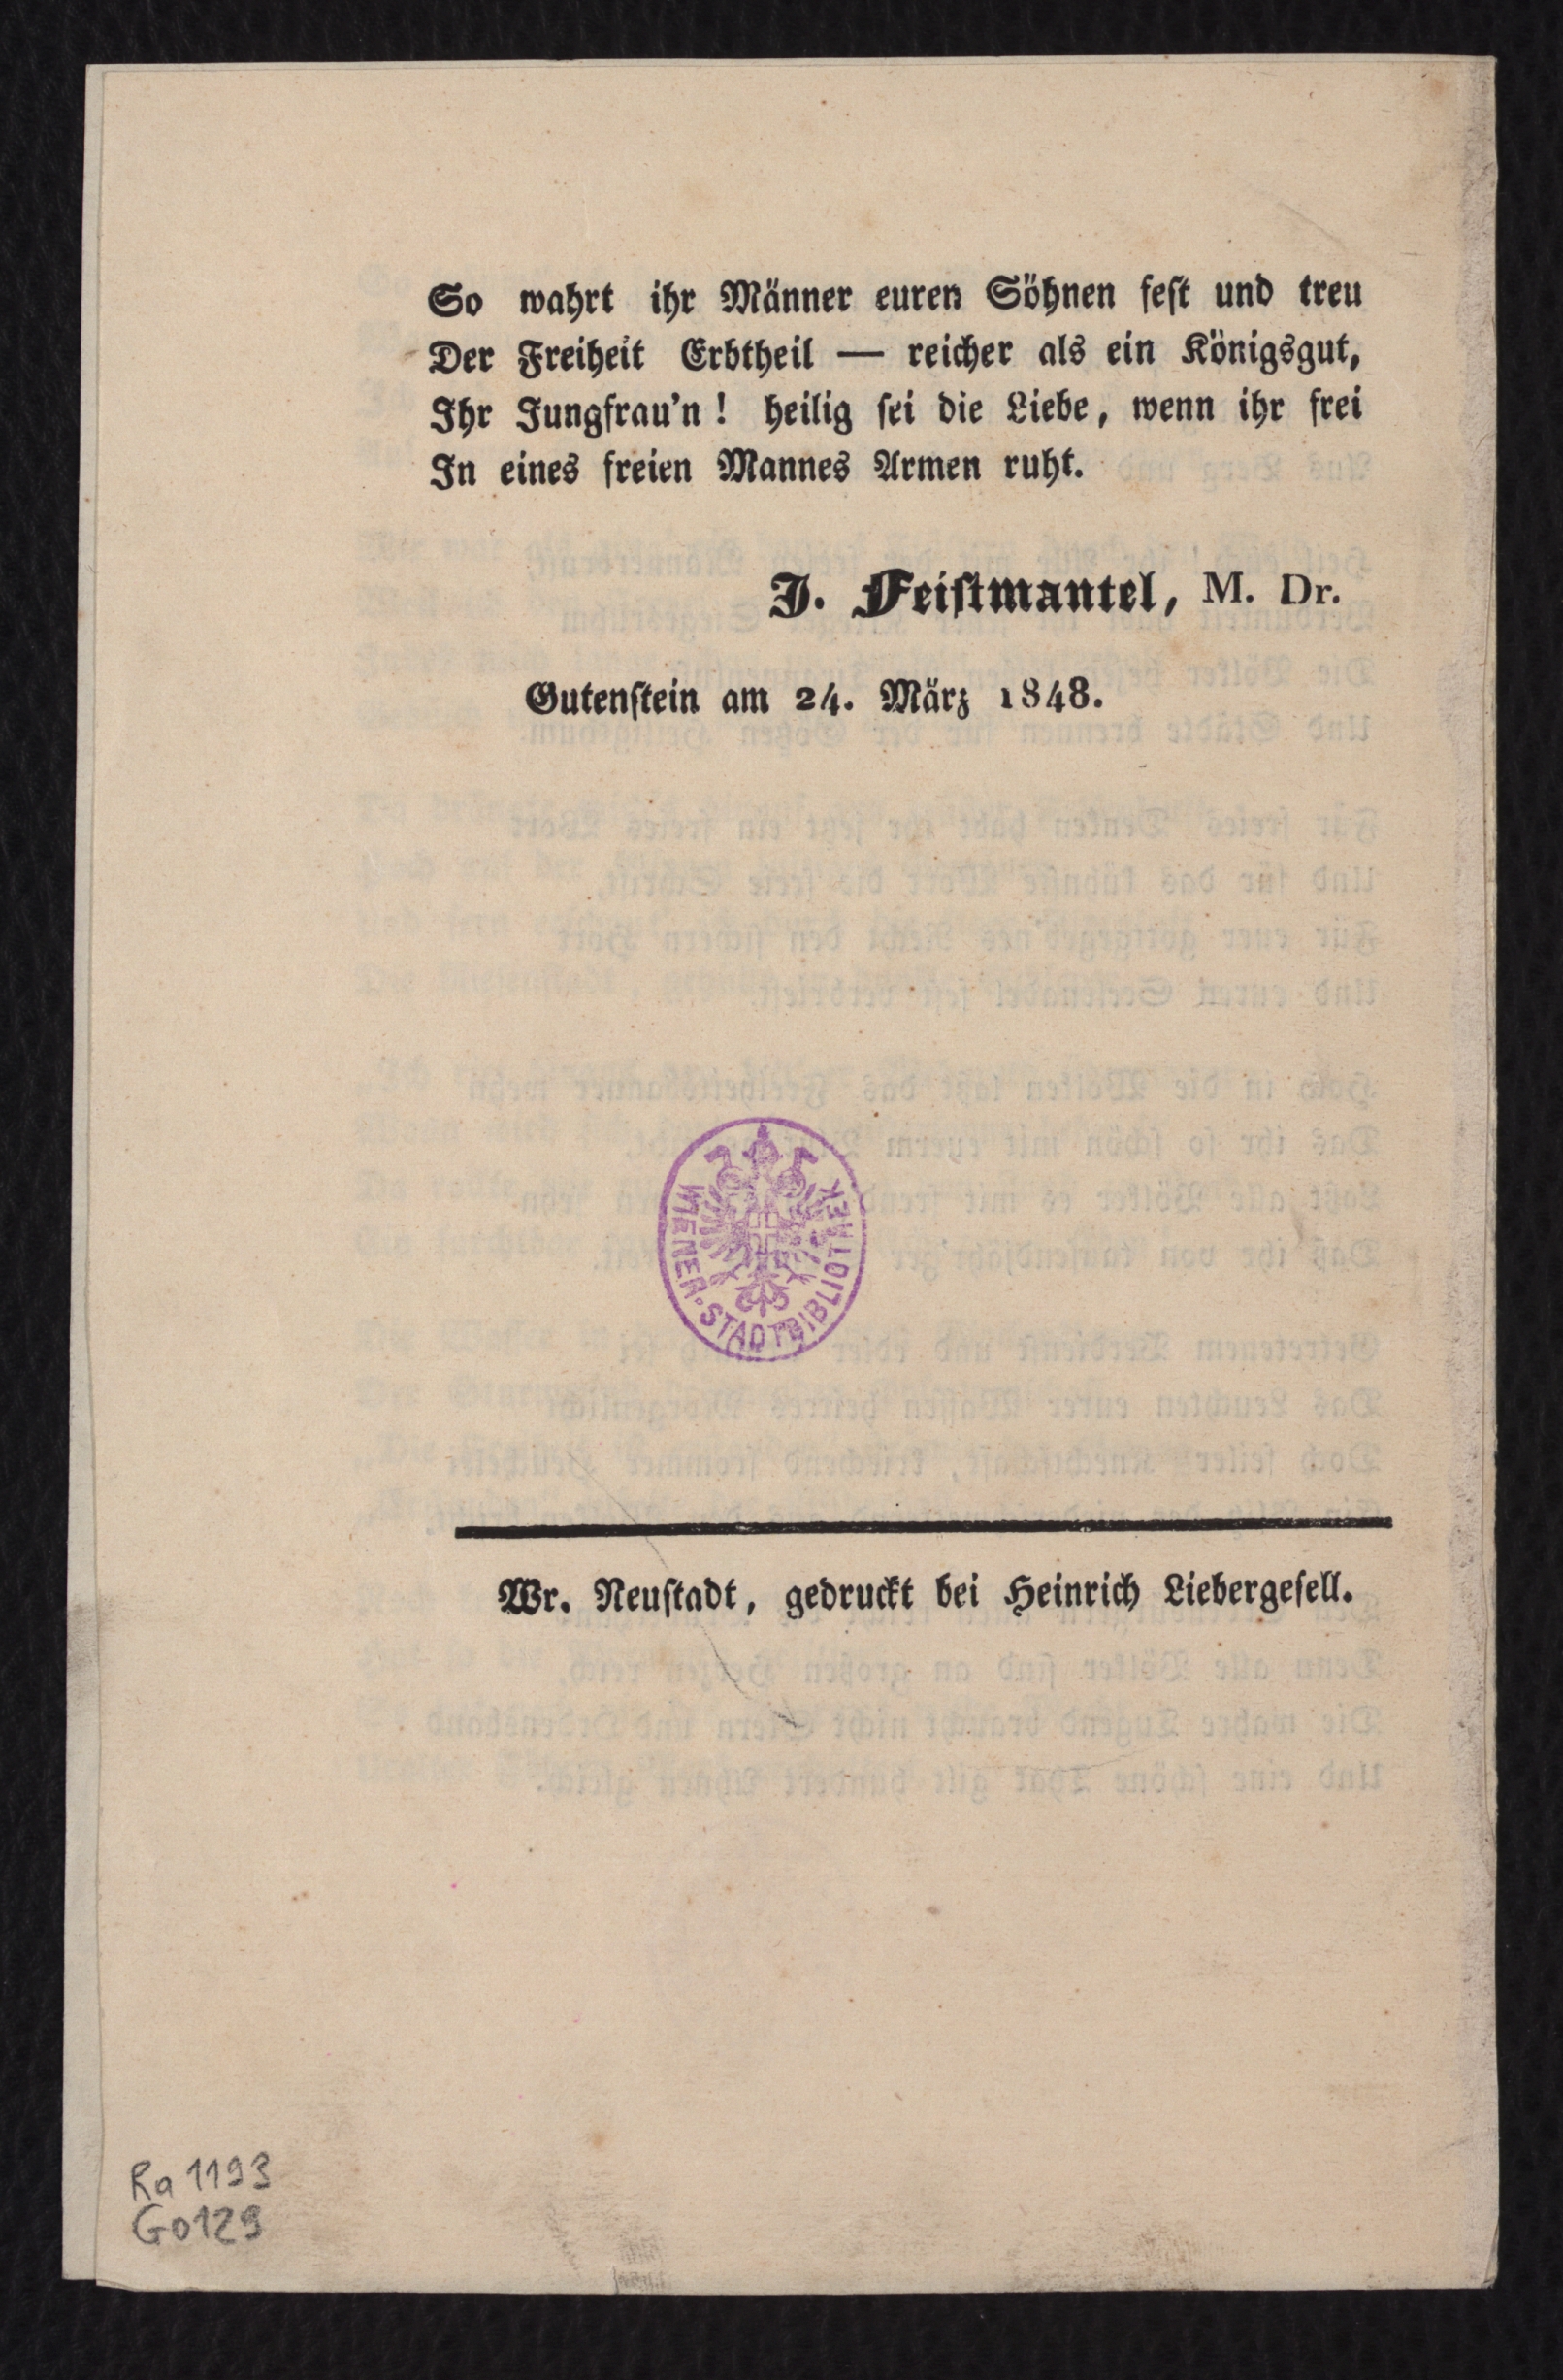 So wahrt ihr Männer euren Söhnen feſt und treu
Der Freiheit Erbtheil — reicher als ein Königsgut,
Ihr Jungfrau'n! heilig ſei die Liebe, wenn ihr frei
In eines freien Mannes Armen ruht.
J. Feiſtmantel, M. Dr.
Gutenſtein am 24. März 1848.
WIENER-STADTBIBLIOTHEK
Wr. Neuſtadt, gedruckt bei Heinrich Liebergeſell.
Ra 1193
Go129